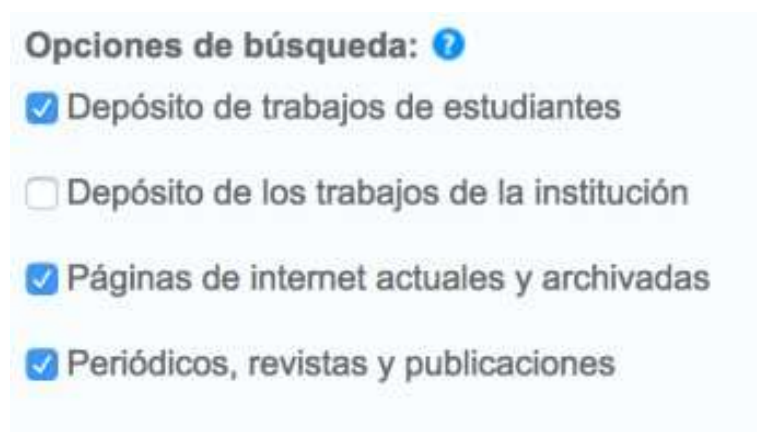 Opciones de búsqueda: ?
Depósito de trabajos de estudiantes
Depósito de los trabajos de la institución
Páginas de internet actuales y archivadas
Periódicos, revistas y publicaciones